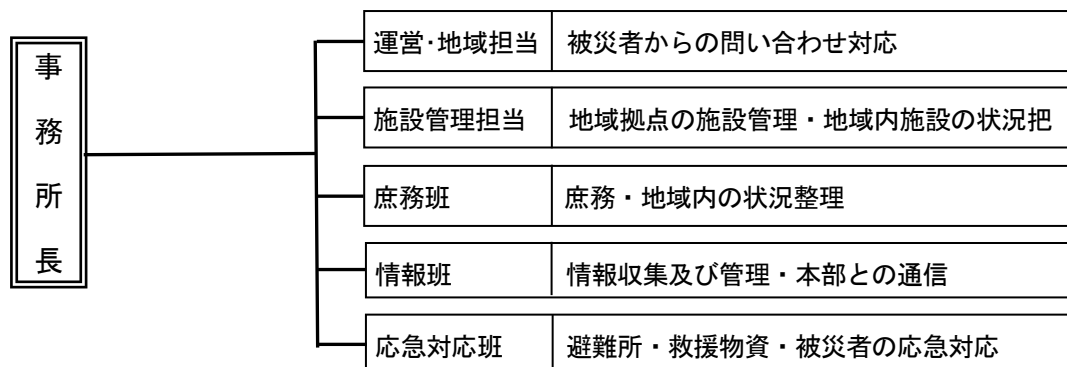 事務所長
運営・地域担当 被災者からの問い合わせ対応
施設管理担当 地域拠点の施設管理・地域内施設の状況把
庶務班 庶務・地域内の状況整理
情報班 情報収集及び管理・本部との通信
応急対応班 避難所・救援物資・被災者の応急対応